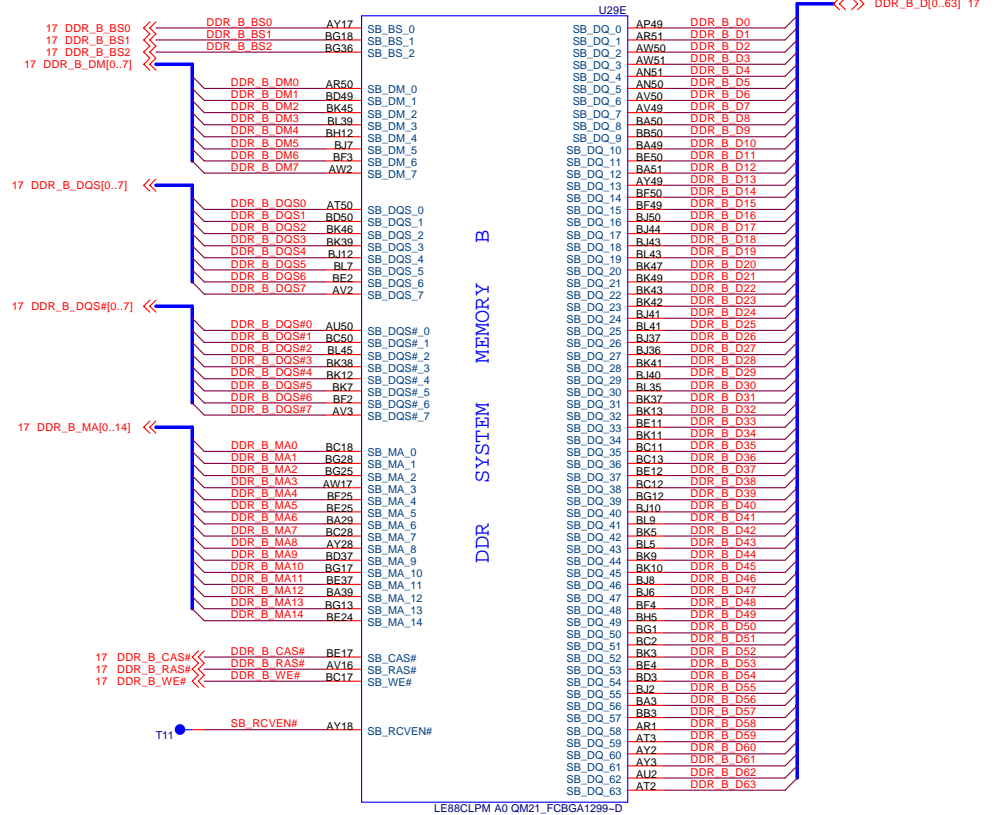 U29E
DDR_B_D[0..63] 17
17 DDR_B_BS0
17 DDR_B_BS1
17 DDR_B_BS2
17 DDR_B_DM[0..7]
DDR_B_BS0 AY17 SB_BS_0
DDR_B_BS1 BG18 SB_BS_1
DDR_B_BS2 BG36 SB_BS_2
DDR_B_DM0 AR50 SB_DM_0
DDR_B_DM1 BD49 SB_DM_1
DDR_B_DM2 BK45 SB_DM_2
DDR_B_DM3 BL39 SB_DM_3
DDR_B_DM4 BH12 SB_DM_4
DDR_B_DM5 BJ7 SB_DM_5
DDR_B_DM6 BF3 SB_DM_6
DDR_B_DM7 AW2 SB_DM_7
17 DDR_B_DQS[0..7]
DDR_B_DQS0 AT50 SB_DQS_0
DDR_B_DQS1 BD50 SB_DQS_1
DDR_B_DQS2 BK46 SB_DQS_2
DDR_B_DQS3 BK39 SB_DQS_3
DDR_B_DQS4 BJ12 SB_DQS_4
DDR_B_DQS5 BL7 SB_DQS_5
DDR_B_DQS6 BE2 SB_DQS_6
DDR_B_DQS7 AV2 SB_DQS_7
17 DDR_B_DQS#[0..7]
DDR_B_DQS#0 AU50 SB_DQS#_0
DDR_B_DQS#1 BC50 SB_DQS#_1
DDR_B_DQS#2 BL45 SB_DQS#_2
DDR_B_DQS#3 BK38 SB_DQS#_3
DDR_B_DQS#4 BK12 SB_DQS#_4
DDR_B_DQS#5 BK7 SB_DQS#_5
DDR_B_DQS#6 BF2 SB_DQS#_6
DDR_B_DQS#7 AV3 SB_DQS#_7
17 DDR_B_MA[0..14]
DDR_B_MA0 BC18 SB_MA_0
DDR_B_MA1 BG28 SB_MA_1
DDR_B_MA2 BG25 SB_MA_2
DDR_B_MA3 AW17 SB_MA_3
DDR_B_MA4 BF25 SB_MA_4
DDR_B_MA5 BE25 SB_MA_5
DDR_B_MA6 BA29 SB_MA_6
DDR_B_MA7 BC28 SB_MA_7
DDR_B_MA8 AY28 SB_MA_8
DDR_B_MA9 BD37 SB_MA_9
DDR_B_MA10 BG17 SB_MA_10
DDR_B_MA11 BE37 SB_MA_11
DDR_B_MA12 BA39 SB_MA_12
DDR_B_MA13 BG13 SB_MA_13
DDR_B_MA14 BE24 SB_MA_14
17 DDR_B_CAS# DDR_B_CAS# BE17 SB_CAS#
17 DDR_B_RAS# DDR_B_RAS# AV16 SB_RAS#
17 DDR_B_WE# DDR_B_WE# BC17 SB_WE#
T11 SB_RCVEN# AY18 SB_RCVEN#
DDR SYSTEM MEMORY B
SB_DQ_0 AP49 DDR_B_D0
SB_DQ_1 AR51 DDR_B_D1
SB_DQ_2 AW50 DDR_B_D2
SB_DQ_3 AW51 DDR_B_D3
SB_DQ_4 AN51 DDR_B_D4
SB_DQ_5 AN50 DDR_B_D5
SB_DQ_6 AV50 DDR_B_D6
SB_DQ_7 AV49 DDR_B_D7
SB_DQ_8 BA50 DDR_B_D8
SB_DQ_9 BB50 DDR_B_D9
SB_DQ_10 BA49 DDR_B_D10
SB_DQ_11 BE50 DDR_B_D11
SB_DQ_12 BA51 DDR_B_D12
SB_DQ_13 AY49 DDR_B_D13
SB_DQ_14 BF50 DDR_B_D14
SB_DQ_15 BF49 DDR_B_D15
SB_DQ_16 BJ50 DDR_B_D16
SB_DQ_17 BJ44 DDR_B_D17
SB_DQ_18 BJ43 DDR_B_D18
SB_DQ_19 BL43 DDR_B_D19
SB_DQ_20 BK47 DDR_B_D20
SB_DQ_21 BK49 DDR_B_D21
SB_DQ_22 BK43 DDR_B_D22
SB_DQ_23 BK42 DDR_B_D23
SB_DQ_24 BJ41 DDR_B_D24
SB_DQ_25 BL41 DDR_B_D25
SB_DQ_26 BJ37 DDR_B_D26
SB_DQ_27 BJ36 DDR_B_D27
SB_DQ_28 BK41 DDR_B_D28
SB_DQ_29 BJ40 DDR_B_D29
SB_DQ_30 BL35 DDR_B_D30
SB_DQ_31 BK37 DDR_B_D31
SB_DQ_32 BK13 DDR_B_D32
SB_DQ_33 BE11 DDR_B_D33
SB_DQ_34 BK11 DDR_B_D34
SB_DQ_35 BC11 DDR_B_D35
SB_DQ_36 BC13 DDR_B_D36
SB_DQ_37 BE12 DDR_B_D37
SB_DQ_38 BC12 DDR_B_D38
SB_DQ_39 BG12 DDR_B_D39
SB_DQ_40 BJ10 DDR_B_D40
SB_DQ_41 BL9 DDR_B_D41
SB_DQ_42 BK5 DDR_B_D42
SB_DQ_43 BL5 DDR_B_D43
SB_DQ_44 BK9 DDR_B_D44
SB_DQ_45 BK10 DDR_B_D45
SB_DQ_46 BJ8 DDR_B_D46
SB_DQ_47 BJ6 DDR_B_D47
SB_DQ_48 BF4 DDR_B_D48
SB_DQ_49 BH5 DDR_B_D49
SB_DQ_50 BG1 DDR_B_D50
SB_DQ_51 BC2 DDR_B_D51
SB_DQ_52 BK3 DDR_B_D52
SB_DQ_53 BE4 DDR_B_D53
SB_DQ_54 BD3 DDR_B_D54
SB_DQ_55 BJ2 DDR_B_D55
SB_DQ_56 BA3 DDR_B_D56
SB_DQ_57 BB3 DDR_B_D57
SB_DQ_58 AR1 DDR_B_D58
SB_DQ_59 AT3 DDR_B_D59
SB_DQ_60 AY2 DDR_B_D60
SB_DQ_61 AY3 DDR_B_D61
SB_DQ_62 AU2 DDR_B_D62
SB_DQ_63 AT2 DDR_B_D63
LE88CLPM A0 QM21_FCBGA1299~D